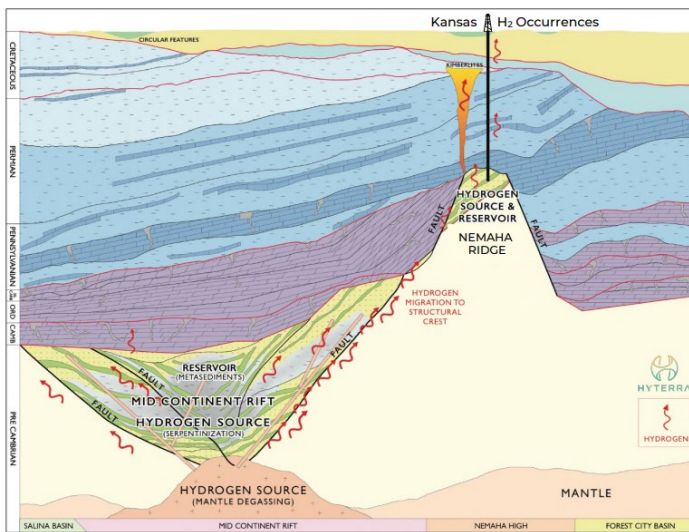 Kansas H₂ Occurrences
CIRCULAR FEATURES
KIMBERLITES
CRETACEOUS
PERMIAN
PENNSYLVANIAN
ORD
CAMB
PRE CAMBRIAN
HYDROGEN
SOURCE &
RESERVOIR
NEMAHA
RIDGE
FAULT
FAULT
HYDROGEN
MIGRATION TO
STRUCTURAL
CREST
FAULT
RESERVOIR
(METASEDIMENTS)
FAULT
MID CONTINENT RIFT
HYDROGEN SOURCE
(SERPENTINIZATION)
FAULT
HYDROGEN SOURCE
(MANTLE DEGASSING)
MANTLE
HYTERRA
HYDROGEN
SALINA BASIN
MID CONTINENT RIFT
NEMAHA HIGH
FOREST CITY BASIN